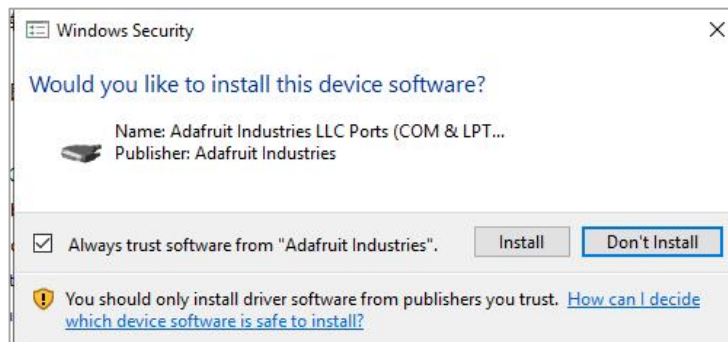 Windows Security
Would you like to install this device software?
Name: Adafruit Industries LLC Ports (COM & LPT...
Publisher: Adafruit Industries
Always trust software from "Adafruit Industries".
Install
Don't Install
You should only install driver software from publishers you trust. How can I decide
which device software is safe to install?